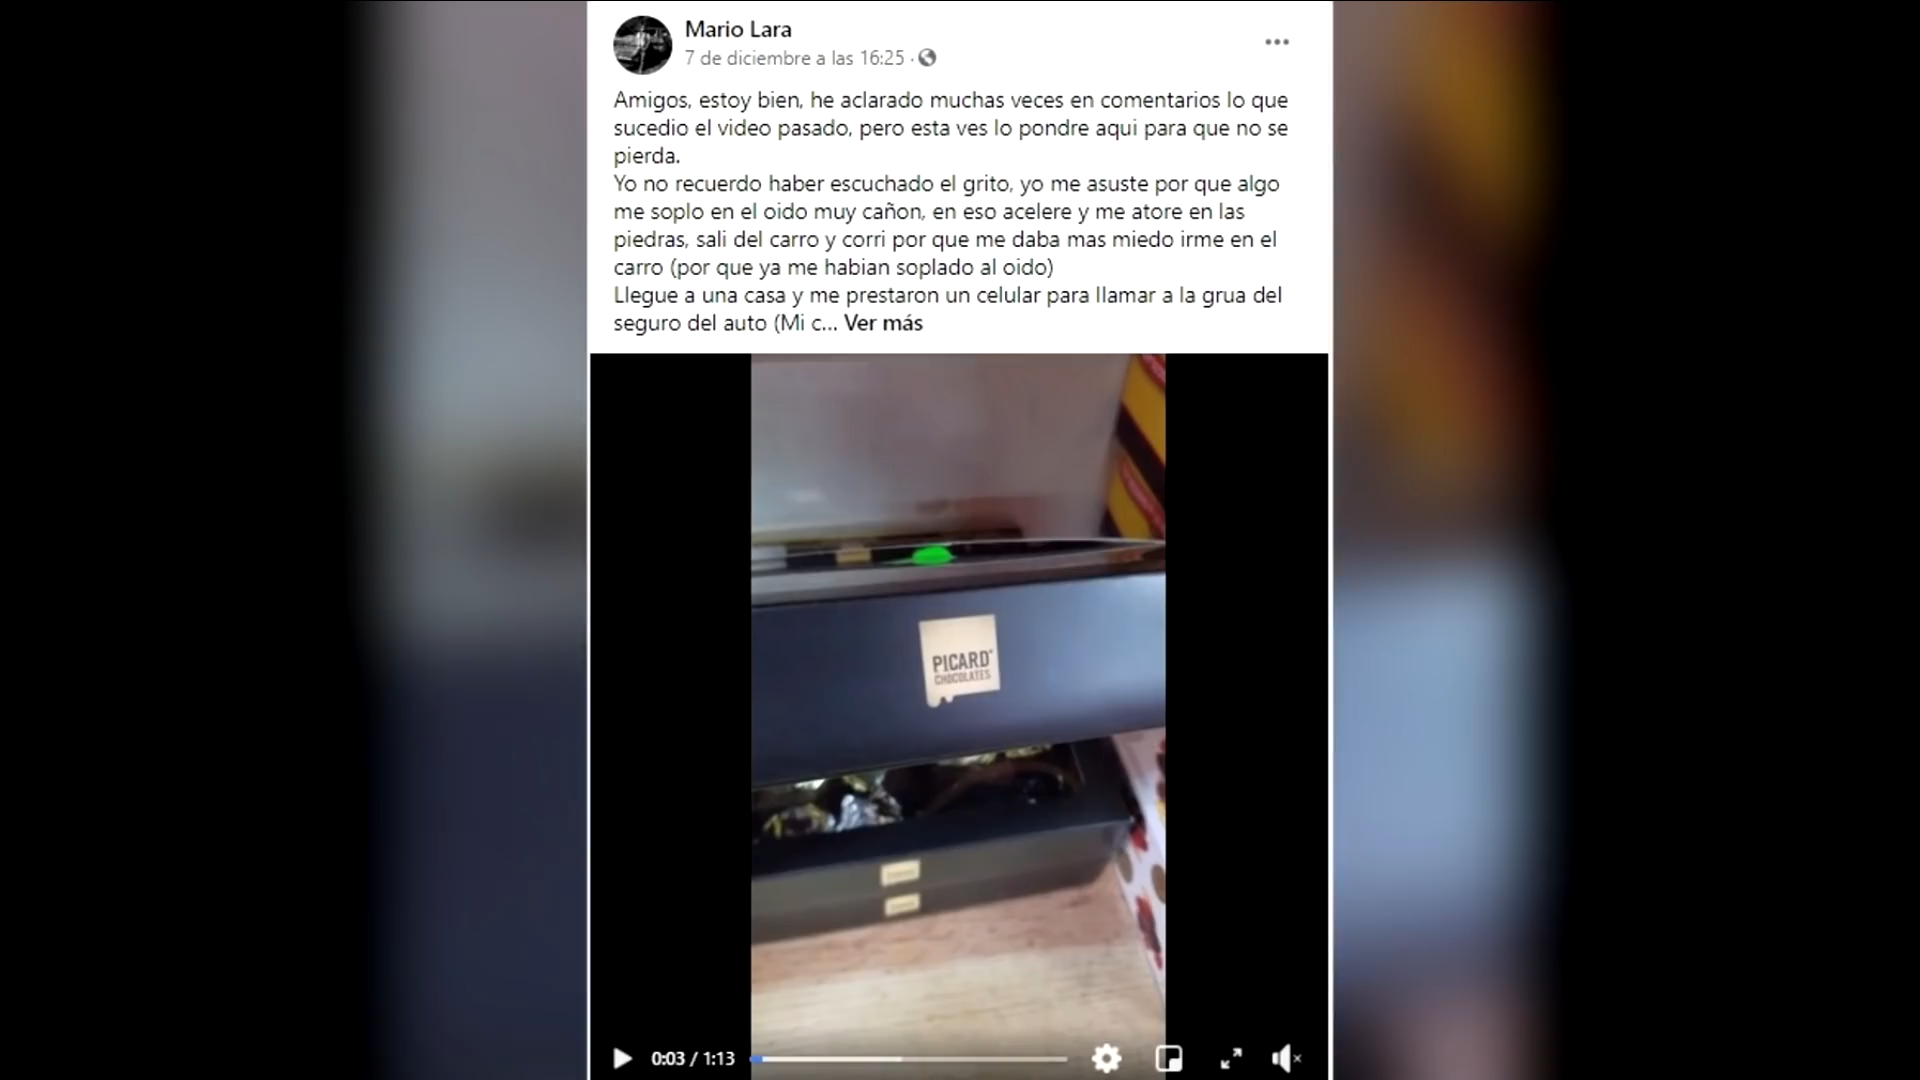 Mario Lara
7 de diciembre a las 16:25 ·
Amigos, estoy bien, he aclarado muchas veces en comentarios lo que
sucedio el video pasado, pero esta ves lo pondre aqui para que no se
pierda.
Yo no recuerdo haber escuchado el grito, yo me asuste por que algo
me soplo en el oido muy cañon, en eso acelere y me atore en las
piedras, sali del carro y corri por que me daba mas miedo irme en el
carro (por que ya me habian soplado al oido)
Llegue a una casa y me prestaron un celular para llamar a la grua del
seguro del auto (Mi c... Ver más
PICARD
CHOCOLATES
0:03 / 1:13